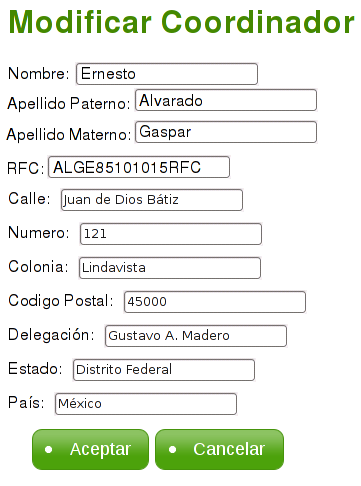 Modificar Coordinador
Nombre: Ernesto
Apellido Paterno: Alvarado
Apellido Materno: Gaspar
RFC: ALGE85101015RFC
Calle: Juan de Dios Bátiz
Numero: 121
Colonia: Lindavista
Codigo Postal: 45000
Delegación: Gustavo A. Madero
Estado: Distrito Federal
País: México
• Aceptar • Cancelar